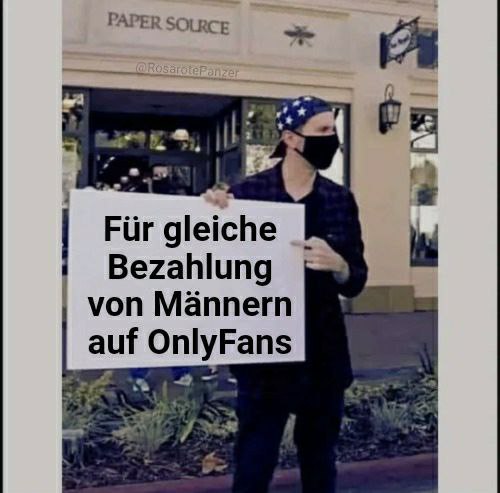 PAPER SOURCE
@RosarotePanzer
Für gleiche
Bezahlung
von Männern
auf OnlyFans